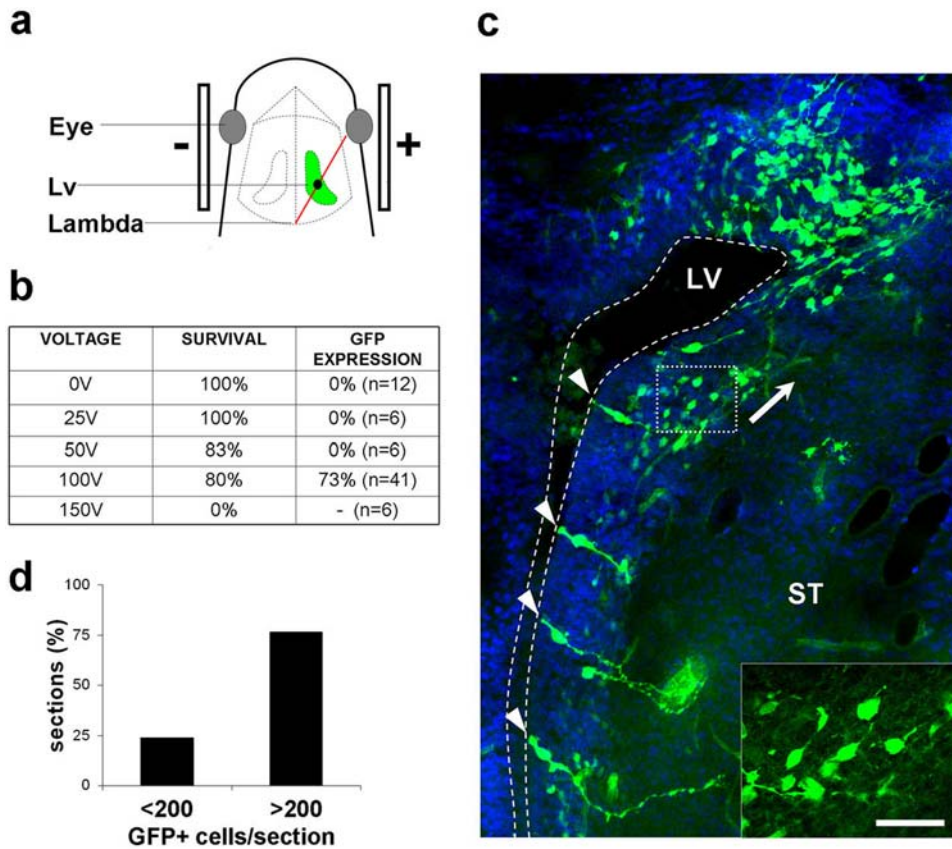 a
Eye
Lv
Lambda
-
+
b
VOLTAGE SURVIVAL GFP EXPRESSION
0V 100% 0% (n=12)
25V 100% 0% (n=6)
50V 83% 0% (n=6)
100V 80% 73% (n=41)
150V 0% - (n=6)
c
LV
ST
d
sections (%)
100
75
50
25
0
<200 >200
GFP+ cells/section